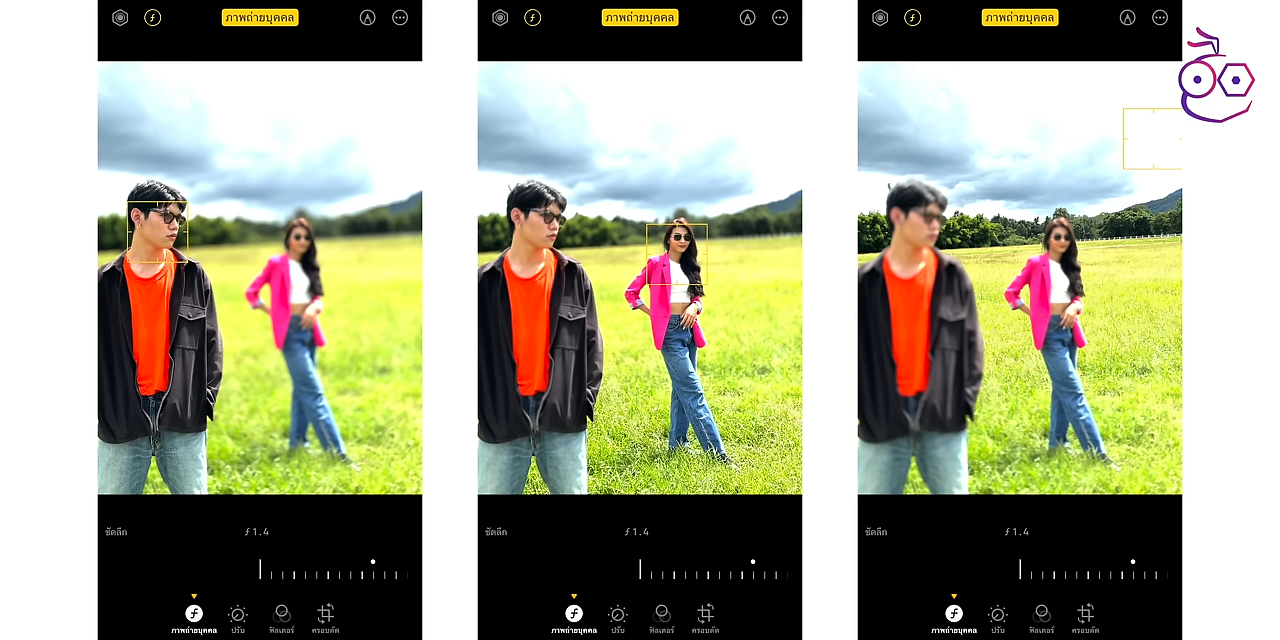 ภาพถ่ายบุคคล
ชัดลึก
ƒ1.4
ภาพถ่ายบุคคล
ปรับ
ฟิลเตอร์
ครอบตัด
ภาพถ่ายบุคคล
ชัดลึก
ƒ1.4
ภาพถ่ายบุคคล
ปรับ
ฟิลเตอร์
ครอบตัด
ภาพถ่ายบุคคล
ชัดลึก
ƒ1.4
ภาพถ่ายบุคคล
ปรับ
ฟิลเตอร์
ครอบตัด